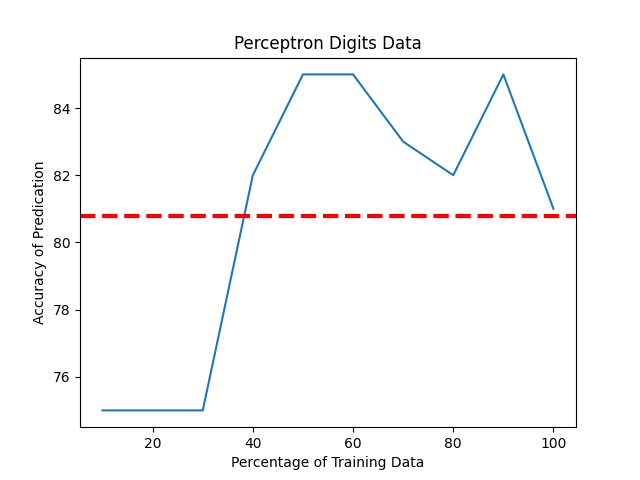 Perceptron Digits Data
84
82
80
78
76
Accuracy of Predication
20 40 60 80 100
Percentage of Training Data